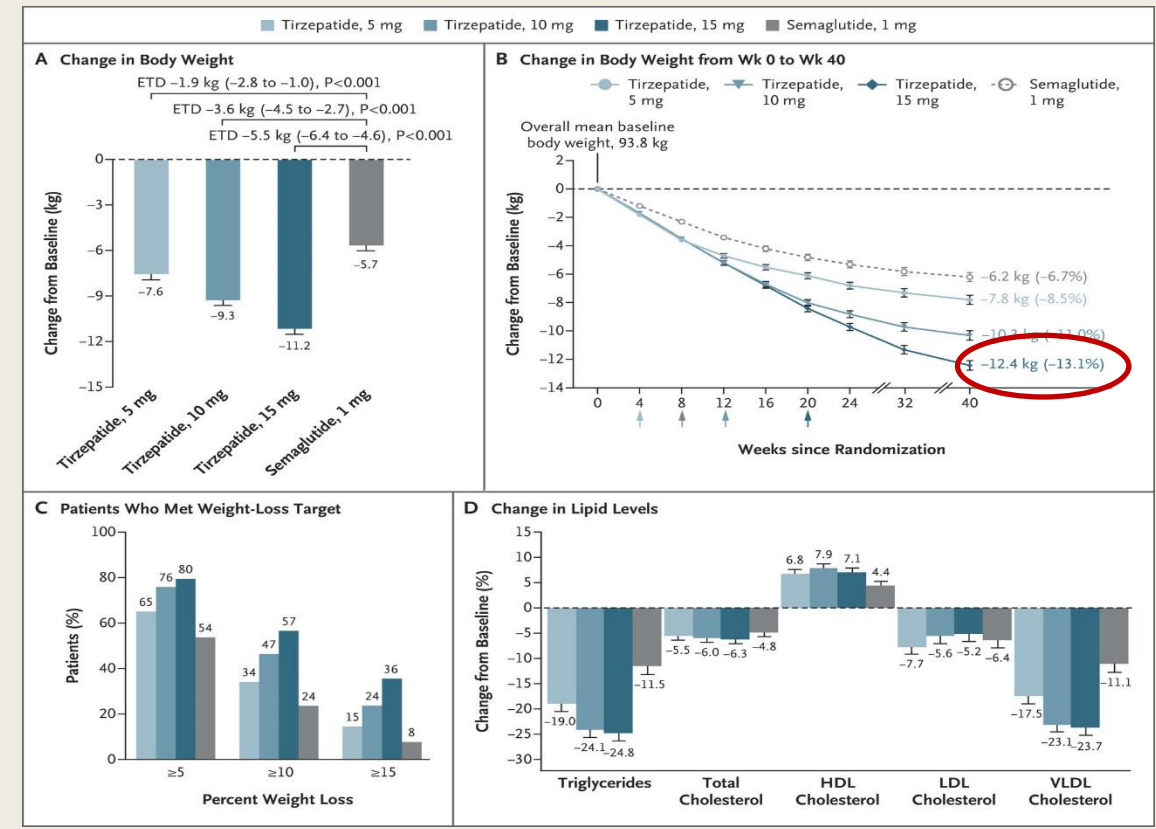 Tirzepatide, 5 mg Tirzepatide, 10 mg Tirzepatide, 15 mg Semaglutide, 1 mg
A Change in Body Weight
ETD −1.9 kg (−2.8 to −1.0), P<0.001
ETD −3.6 kg (−4.5 to −2.7), P<0.001
ETD −5.5 kg (−6.4 to −4.6), P<0.001
Change from Baseline (kg)
0
−3
−6
−9
−12
−15
−7.6
−9.3
−11.2
−5.7
Tirzepatide, 5 mg
Tirzepatide, 10 mg
Tirzepatide, 15 mg
Semaglutide, 1 mg
B Change in Body Weight from Wk 0 to Wk 40
Tirzepatide, 5 mg
Tirzepatide, 10 mg
Tirzepatide, 15 mg
Semaglutide, 1 mg
Overall mean baseline
body weight, 93.8 kg
Change from Baseline (kg)
2
0
−2
−4
−6
−8
−10
−12
−14
−6.2 kg (−6.7%)
−7.8 kg (−8.5%)
−10.3 kg (−11.0%)
−12.4 kg (−13.1%)
0 4 8 12 16 20 24 32 40
Weeks since Randomization
C Patients Who Met Weight-Loss Target
Patients (%)
100
80
60
40
20
0
65 76 80 54
34 47 57 24
15 24 36 8
≥5 ≥10 ≥15
Percent Weight Loss
D Change in Lipid Levels
Change from Baseline (%)
15
10
5
0
−5
−10
−15
−20
−25
−30
−19.0 −24.1 −24.8 −11.5
−5.5 −6.0 −6.3 −4.8
6.8 7.9 7.1 4.4
−7.7 −5.6 −5.2 −6.4
−17.5 −23.1 −23.7 −11.1
Triglycerides
Total Cholesterol
HDL Cholesterol
LDL Cholesterol
VLDL Cholesterol